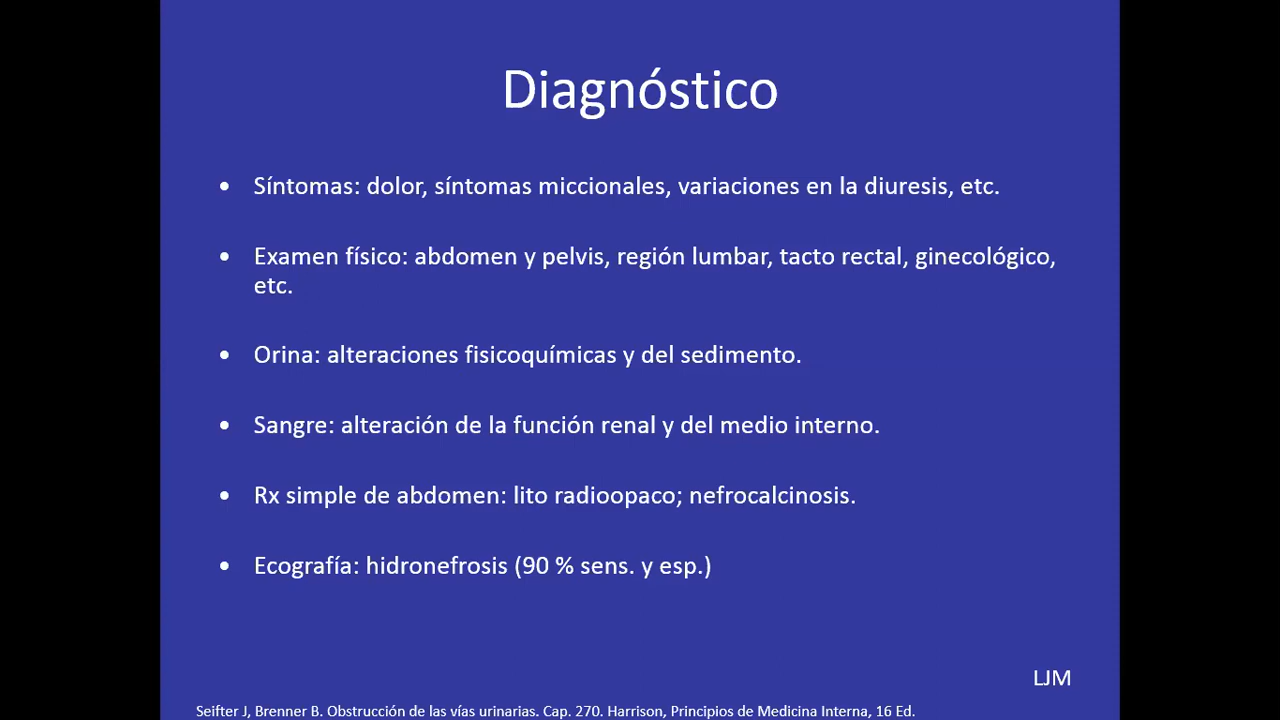 Diagnóstico
• Síntomas: dolor, síntomas miccionales, variaciones en la diuresis, etc.
• Examen físico: abdomen y pelvis, región lumbar, tacto rectal, ginecológico,
etc.
• Orina: alteraciones fisicoquímicas y del sedimento.
• Sangre: alteración de la función renal y del medio interno.
• Rx simple de abdomen: lito radioopaco; nefrocalcinosis.
• Ecografía: hidronefrosis (90 % sens. y esp.)
LJM
Seifter J, Brenner B. Obstrucción de las vías urinarias. Cap. 270. Harrison, Principios de Medicina Interna, 16 Ed.